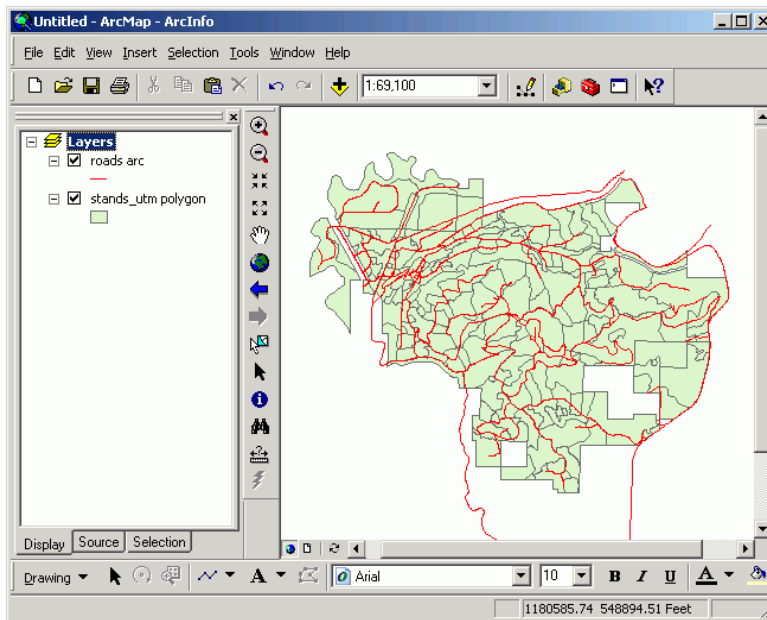 Untitled - ArcMap - ArcInfo
File Edit View Insert Selection Tools Window Help
1:69,100
Layers
roads arc
stands_utm polygon
Display Source Selection
Drawing A Arial 10 B I U A
1180585.74 548894.51 Feet